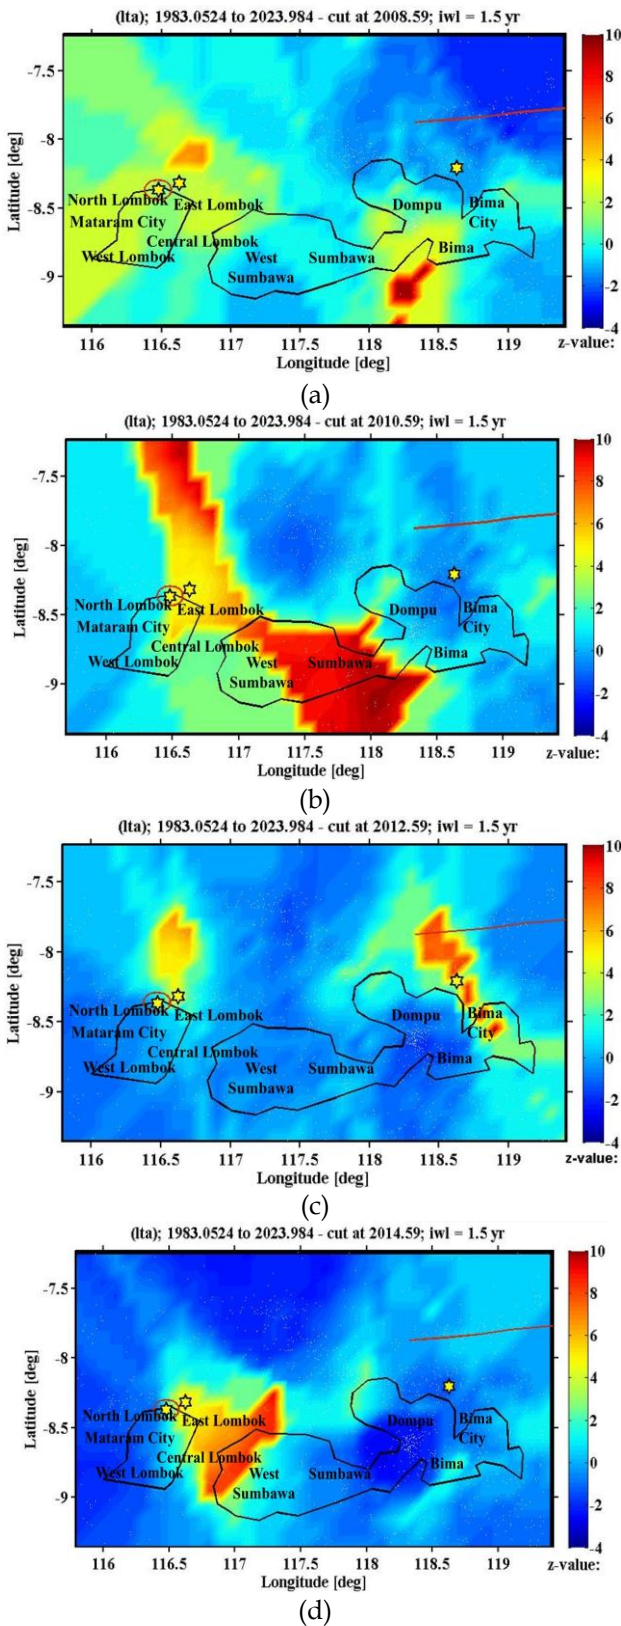 (lta); 1983.0524 to 2023.984 - cut at 2008.59; iwl = 1.5 yr
10
8
6
4
2
0
-2
-4
-7.5
-8
-8.5
-9
Latitude [deg]
North Lombok
East Lombok
Mataram City
Central Lombok
West Lombok
West
Sumbawa
Sumbawa
Dompu
Bima
City
Bima
116 116.5 117 117.5 118 118.5 119
z-value:
Longitude [deg]
(a)
(lta); 1983.0524 to 2023.984 - cut at 2010.59; iwl = 1.5 yr
10
8
6
4
2
0
-2
-4
-7.5
-8
-8.5
-9
Latitude [deg]
North Lombok
East Lombok
Mataram City
Central Lombok
West Lombok
West
Sumbawa
Sumbawa
Dompu
Bima
City
Bima
116 116.5 117 117.5 118 118.5 119
z-value:
Longitude [deg]
(b)
(lta); 1983.0524 to 2023.984 - cut at 2012.59; iwl = 1.5 yr
10
8
6
4
2
0
-2
-4
-7.5
-8
-8.5
-9
Latitude [deg]
North Lombok
East Lombok
Mataram City
Central Lombok
West Lombok
West
Sumbawa
Sumbawa
Dompu
Bima
City
Bima
116 116.5 117 117.5 118 118.5 119
z-value:
Longitude [deg]
(c)
(lta); 1983.0524 to 2023.984 - cut at 2014.59; iwl = 1.5 yr
10
8
6
4
2
0
-2
-4
-7.5
-8
-8.5
-9
Latitude [deg]
North Lombok
East Lombok
Mataram City
Central Lombok
West Lombok
West
Sumbawa
Sumbawa
Dompu
Bima
City
Bima
116 116.5 117 117.5 118 118.5 119
z-value:
Longitude [deg]
(d)